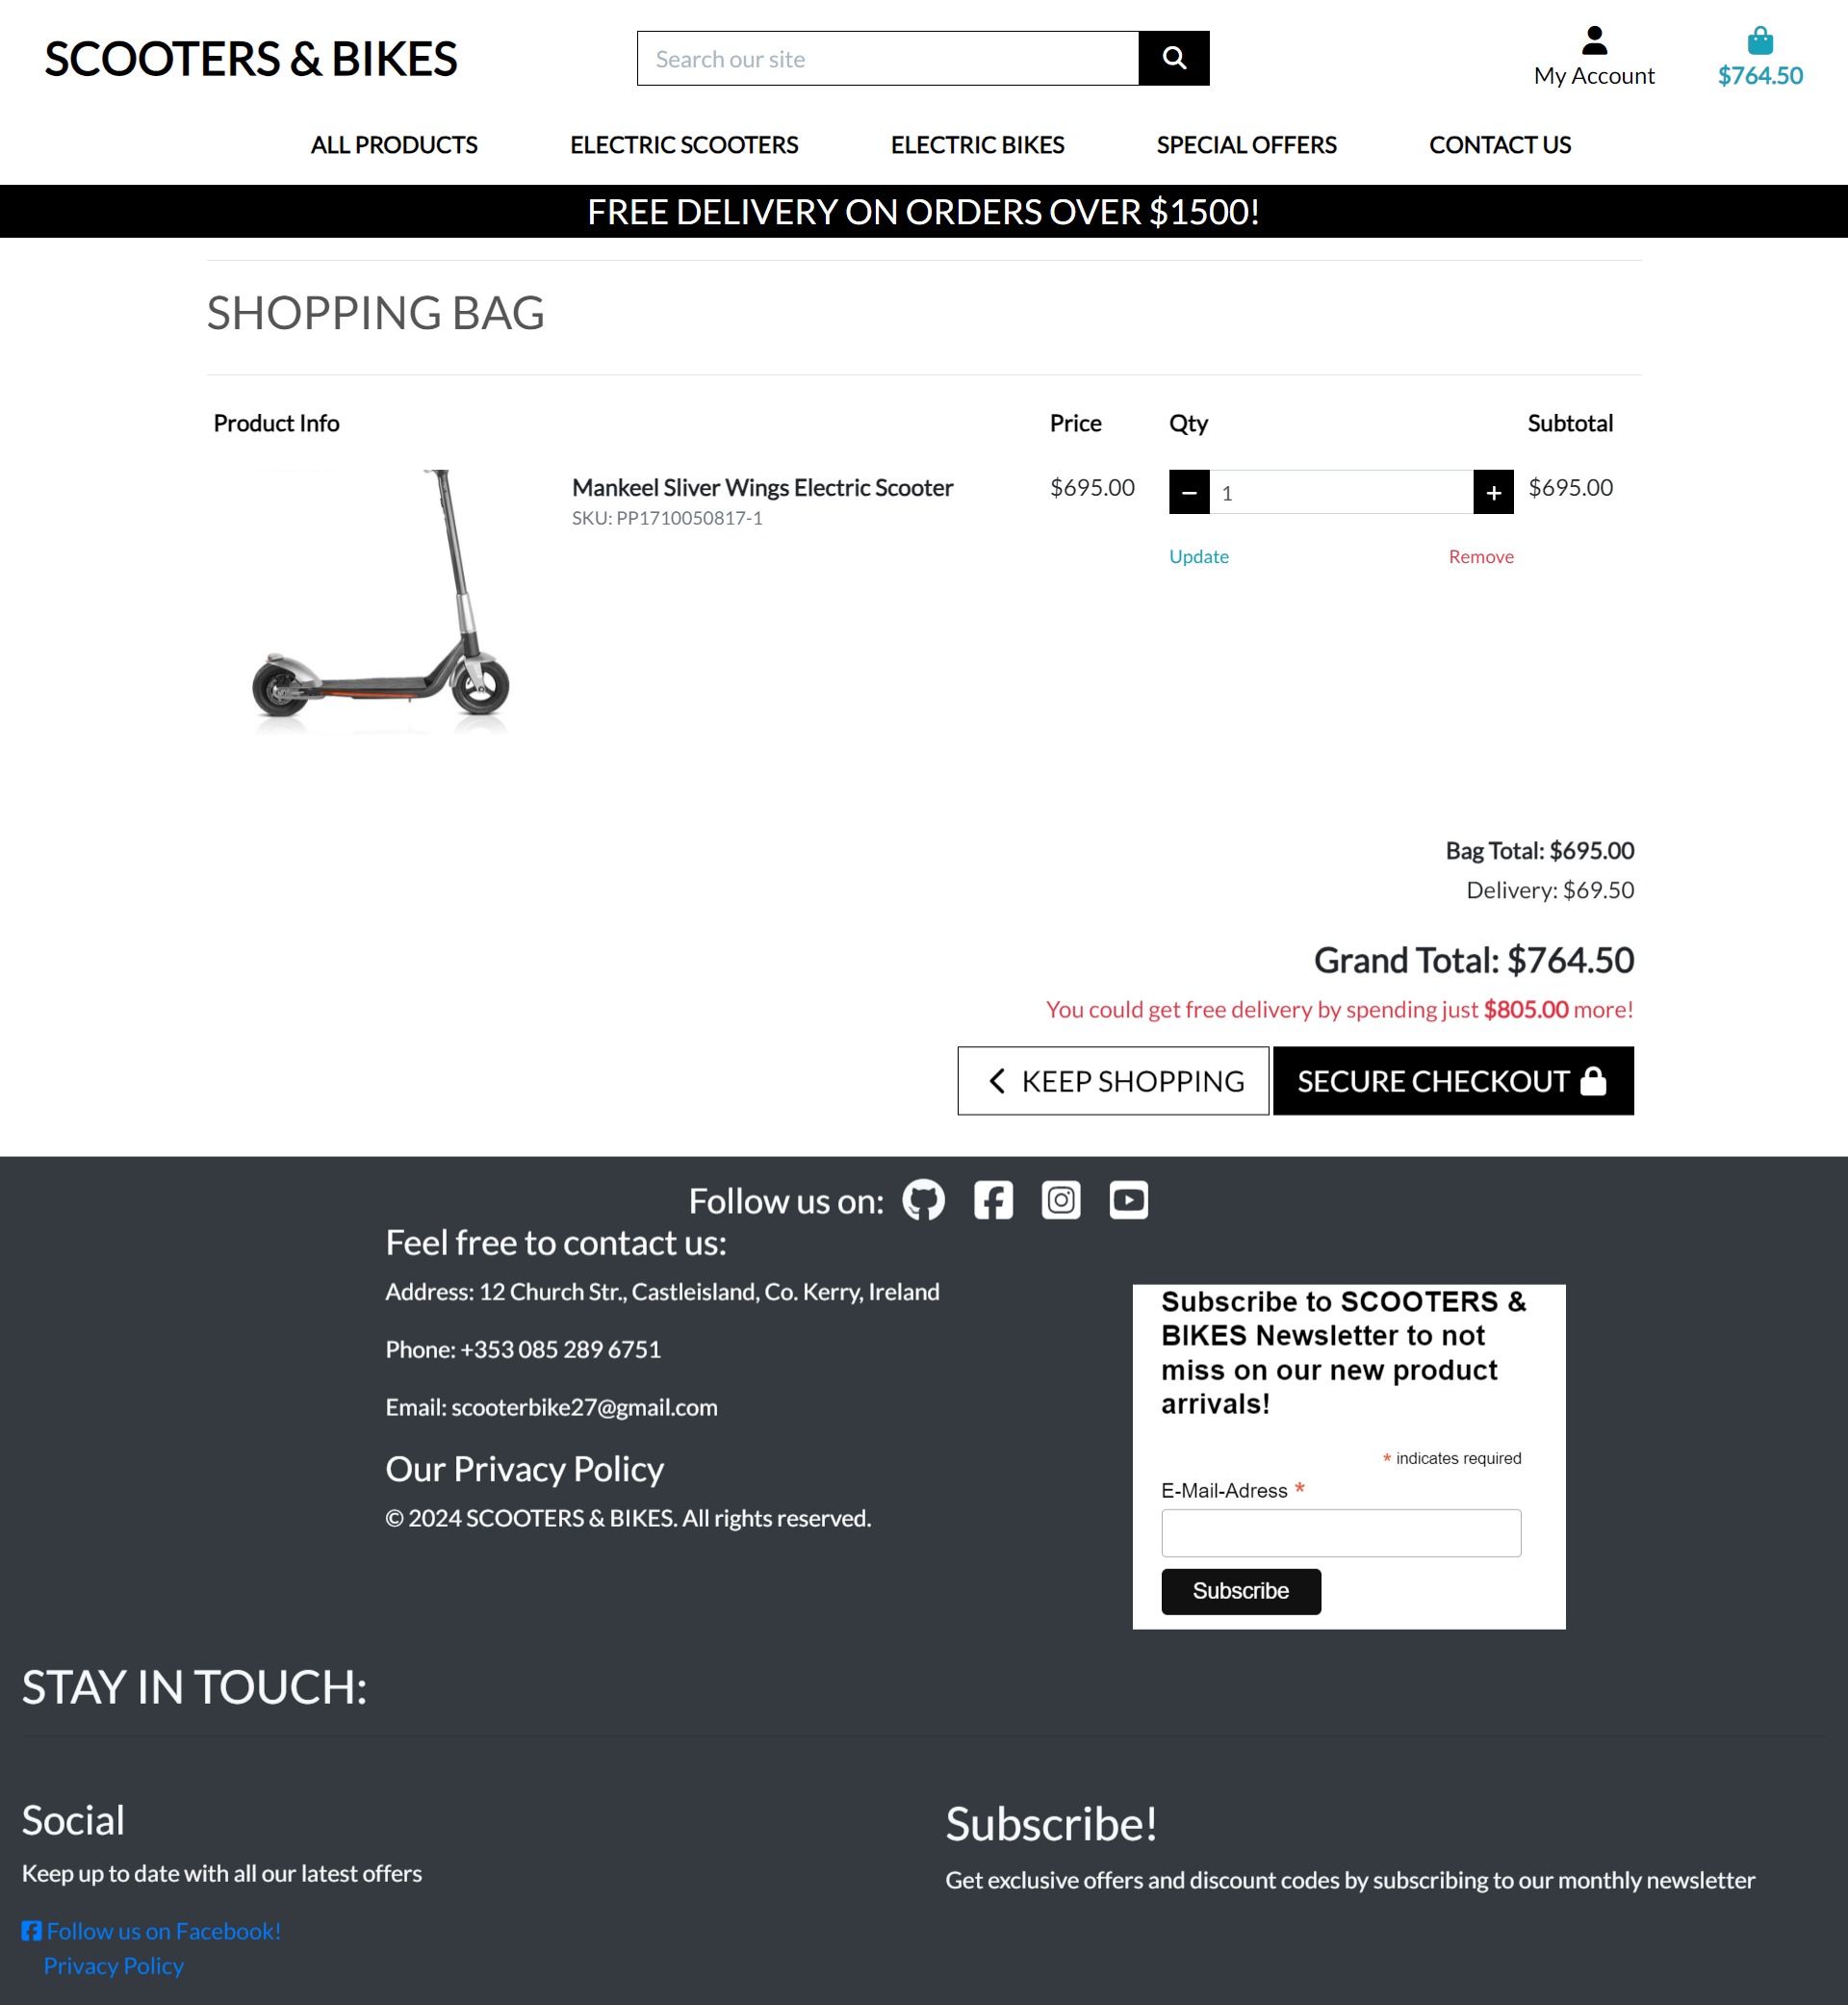 SCOOTERS & BIKES
Search our site
My Account
$764.50
ALL PRODUCTS
ELECTRIC SCOOTERS
ELECTRIC BIKES
SPECIAL OFFERS
CONTACT US
FREE DELIVERY ON ORDERS OVER $1500!
SHOPPING BAG
Product Info
Price
Qty
Subtotal
Mankeel Sliver Wings Electric Scooter
$695.00
1
$695.00
SKU: PP1710050817-1
Update
Remove
Bag Total: $695.00
Delivery: $69.50
Grand Total: $764.50
You could get free delivery by spending just $805.00 more!
KEEP SHOPPING
SECURE CHECKOUT
Follow us on:
Feel free to contact us:
Address: 12 Church Str., Castleisland, Co. Kerry, Ireland
Phone: +353 085 289 6751
Email: scooterbike27@gmail.com
Our Privacy Policy
© 2024 SCOOTERS & BIKES. All rights reserved.
Subscribe to SCOOTERS &
BIKES Newsletter to not
miss on our new product
arrivals!
* indicates required
E-Mail-Adress *
Subscribe
STAY IN TOUCH:
Social
Keep up to date with all our latest offers
Follow us on Facebook!
Privacy Policy
Subscribe!
Get exclusive offers and discount codes by subscribing to our monthly newsletter